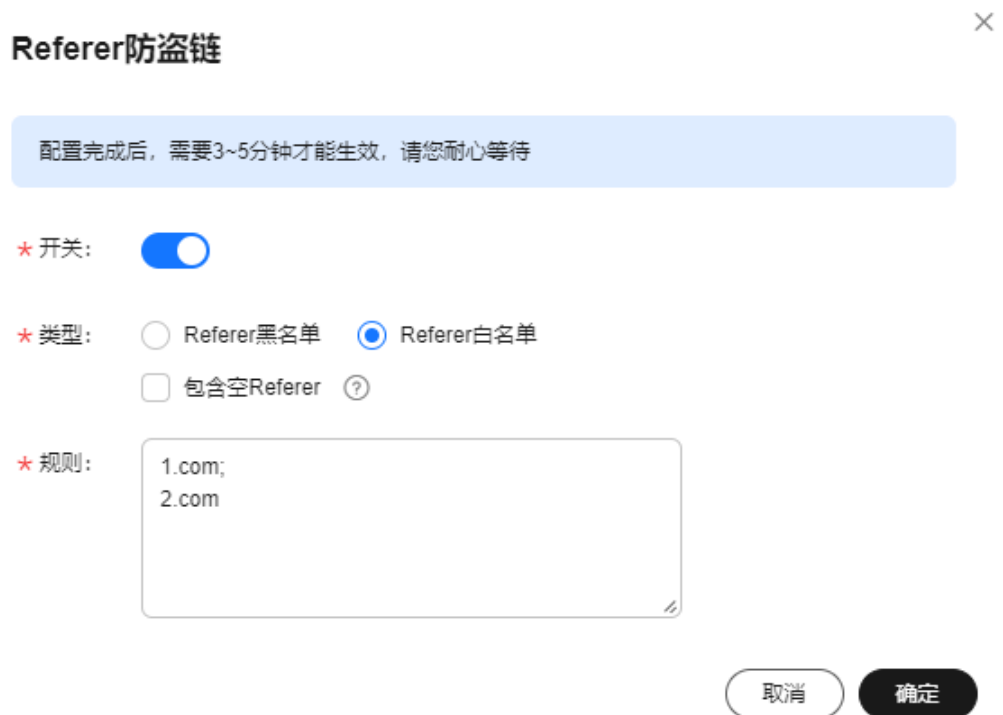 Referer防盗链
配置完成后，需要3~5分钟才能生效，请您耐心等待
* 开关：
* 类型： Referer黑名单 Referer白名单
包含空Referer ?
* 规则： 1.com;
2.com
取消 确定